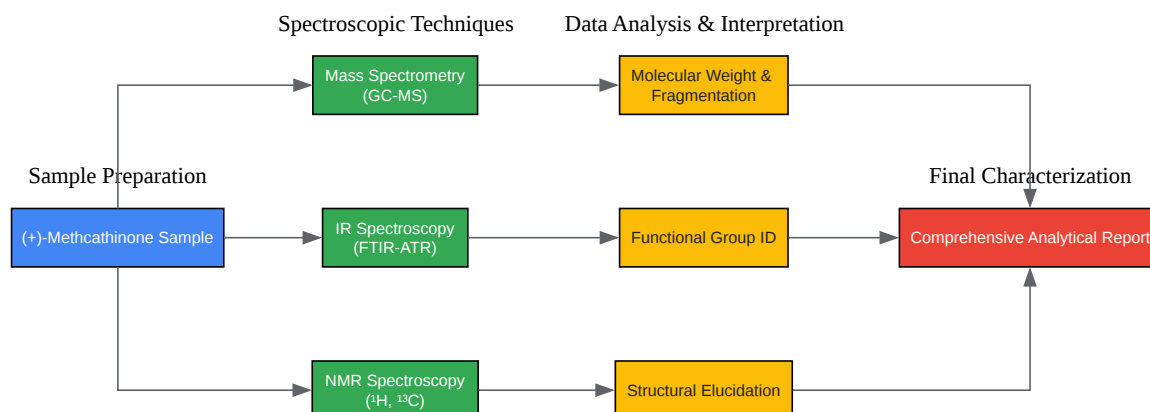 Spectroscopic Techniques
Data Analysis & Interpretation
Mass Spectrometry
(GC-MS)
Molecular Weight &
Fragmentation
Sample Preparation
Final Characterization
(+)-Methcathinone Sample
IR Spectroscopy
(FTIR-ATR)
Functional Group ID
Comprehensive Analytical Report
NMR Spectroscopy
(¹H, ¹³C)
Structural Elucidation